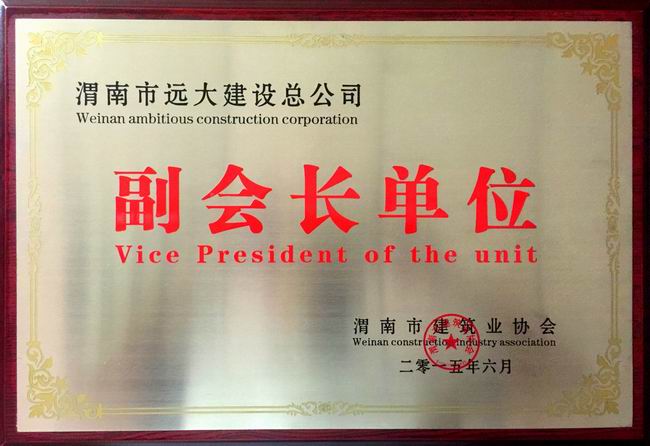 渭南市远大建设总公司
Weinan ambitious construction corporation
副会长单位
Vice President of the unit
渭南市建筑业协会
Weinan construction industry association
二零一五年六月